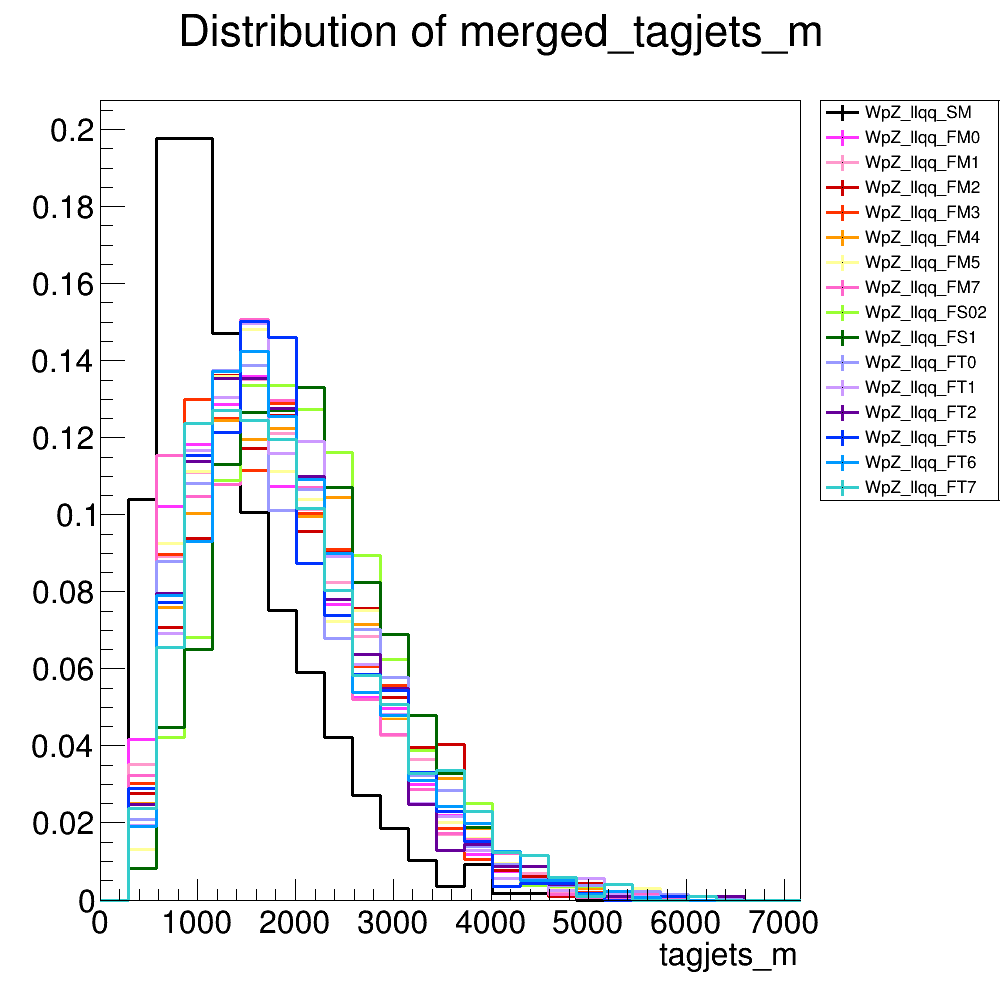 Distribution of merged_tagjets_m
WpZ_llqq_SM
WpZ_llqq_FM0
WpZ_llqq_FM1
WpZ_llqq_FM2
WpZ_llqq_FM3
WpZ_llqq_FM4
WpZ_llqq_FM5
WpZ_llqq_FM7
WpZ_llqq_FS02
WpZ_llqq_FS1
WpZ_llqq_FT0
WpZ_llqq_FT1
WpZ_llqq_FT2
WpZ_llqq_FT5
WpZ_llqq_FT6
WpZ_llqq_FT7
0.2
0.18
0.16
0.14
0.12
0.1
0.08
0.06
0.04
0.02
0
0 1000 2000 3000 4000 5000 6000 7000
tagjets_m